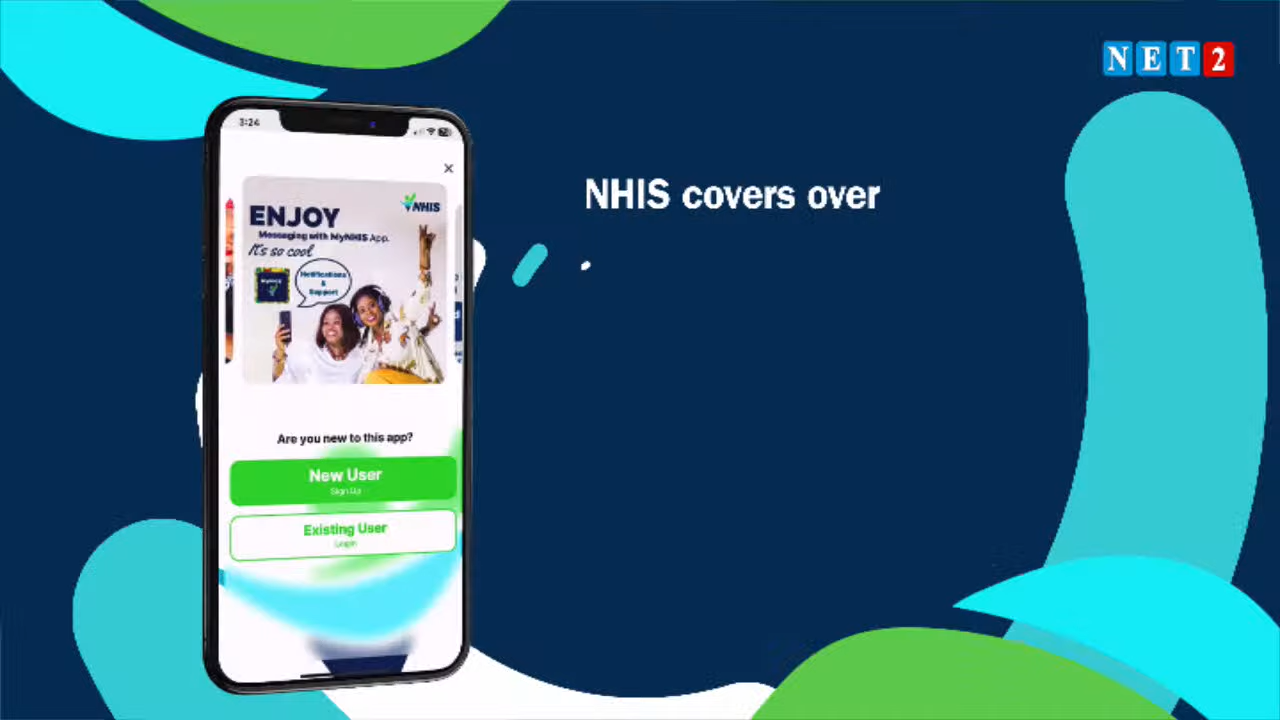 NET2
NHIS covers over
3:24
NHIS
ENJOY
Messaging with MyNHIS App.
It's so cool
Notifications
&
Support
Are you new to this app?
New User
Sign Up
Existing User
Login